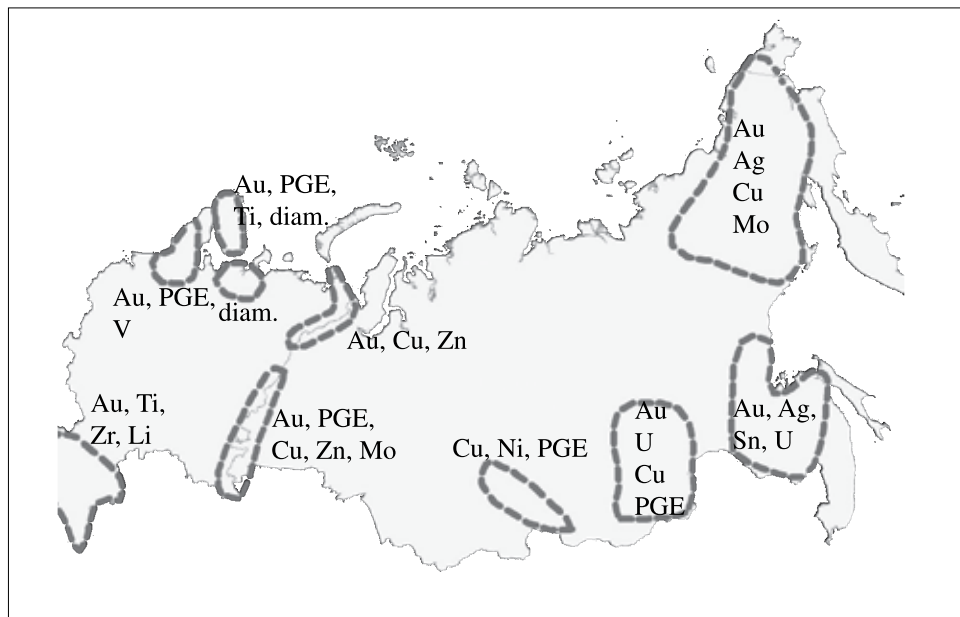 Au
Ag
Cu
Mo
Au, PGE,
Ti, diam.
Au, PGE,
V
diam.
Au, Cu, Zn
Au, Ti,
Zr, Li
Au, PGE,
Cu, Zn, Mo
Cu, Ni, PGE
Au
U
Cu
PGE
Au, Ag,
Sn, U